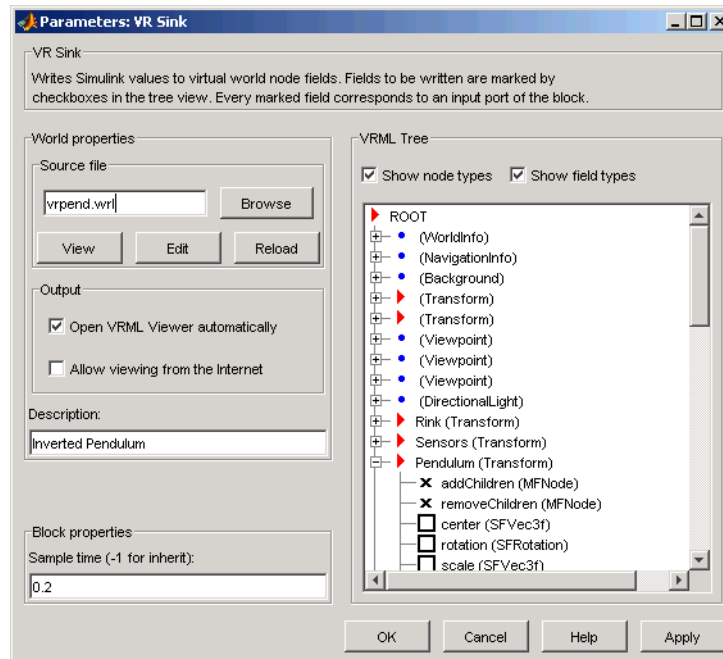 Parameters: VR Sink
VR Sink
Writes Simulink values to virtual world node fields. Fields to be written are marked by
checkboxes in the tree view. Every marked field corresponds to an input port of the block.
World properties
Source file
vrpend.wrl
Browse
View
Edit
Reload
Output
Open VRML Viewer automatically
Allow viewing from the Internet
Description:
Inverted Pendulum
Block properties
Sample time (-1 for inherit):
0.2
VRML Tree
Show node types
Show field types
ROOT
(WorldInfo)
(NavigationInfo)
(Background)
(Transform)
(Transform)
(Viewpoint)
(Viewpoint)
(Viewpoint)
(DirectionalLight)
Rink (Transform)
Sensors (Transform)
Pendulum (Transform)
addChildren (MFNode)
removeChildren (MFNode)
center (SFVec3f)
rotation (SFRotation)
scale (SFVec3f)
OK
Cancel
Help
Apply